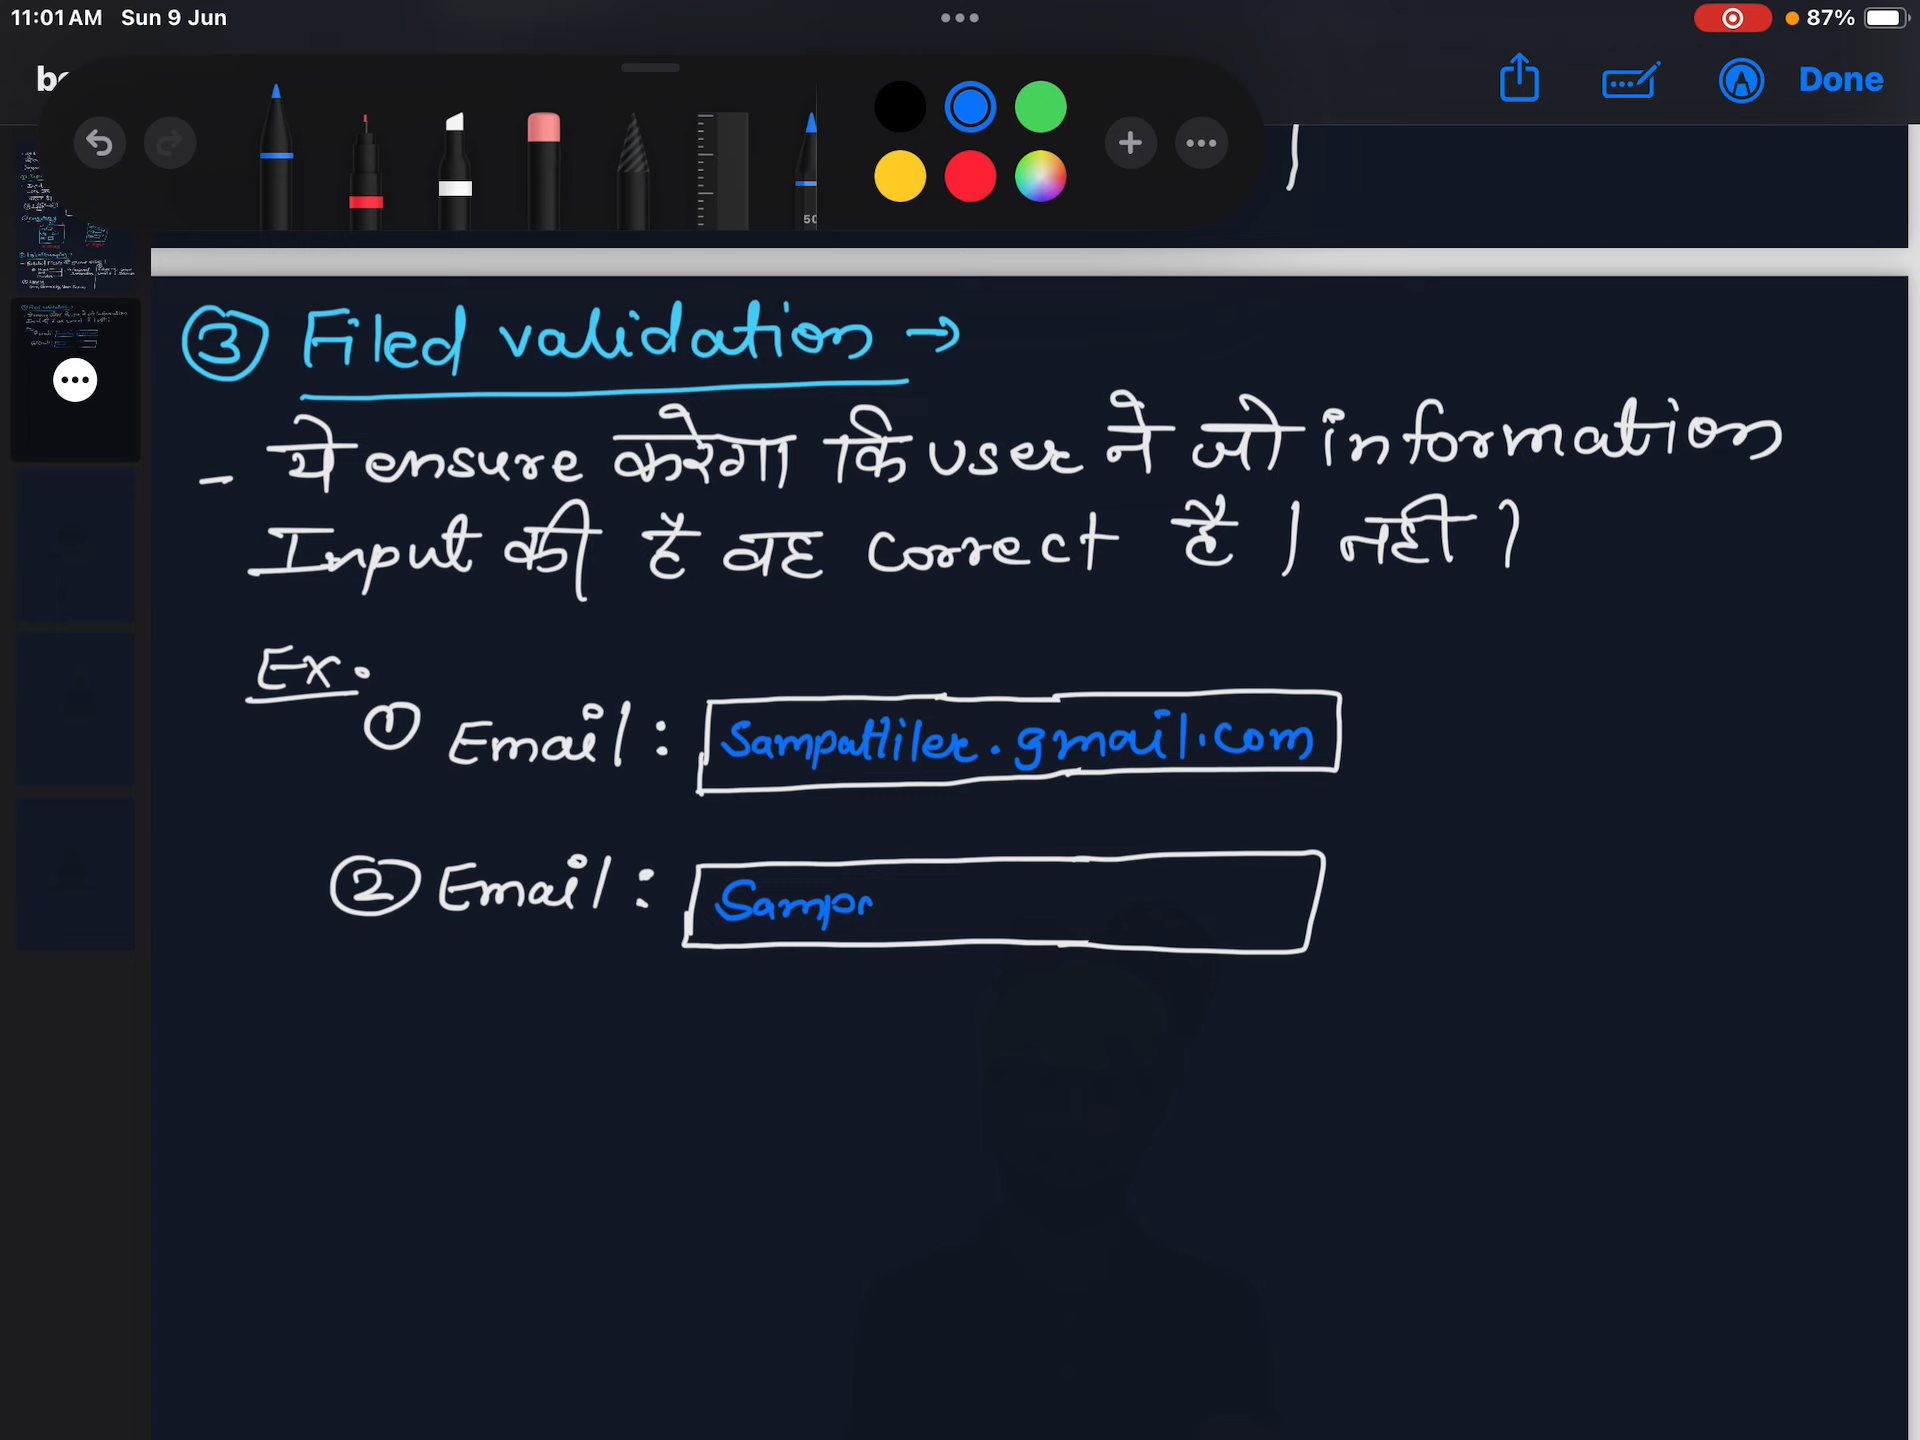 11:01 AM Sun 9 Jun
87%
Done
50
③ Filed validation →
- ये ensure करेगा कि user ने जो information
Input की है वह correct है / नहीं ?
Ex.
① Email : Sampattiler.gmail.com
② Email :